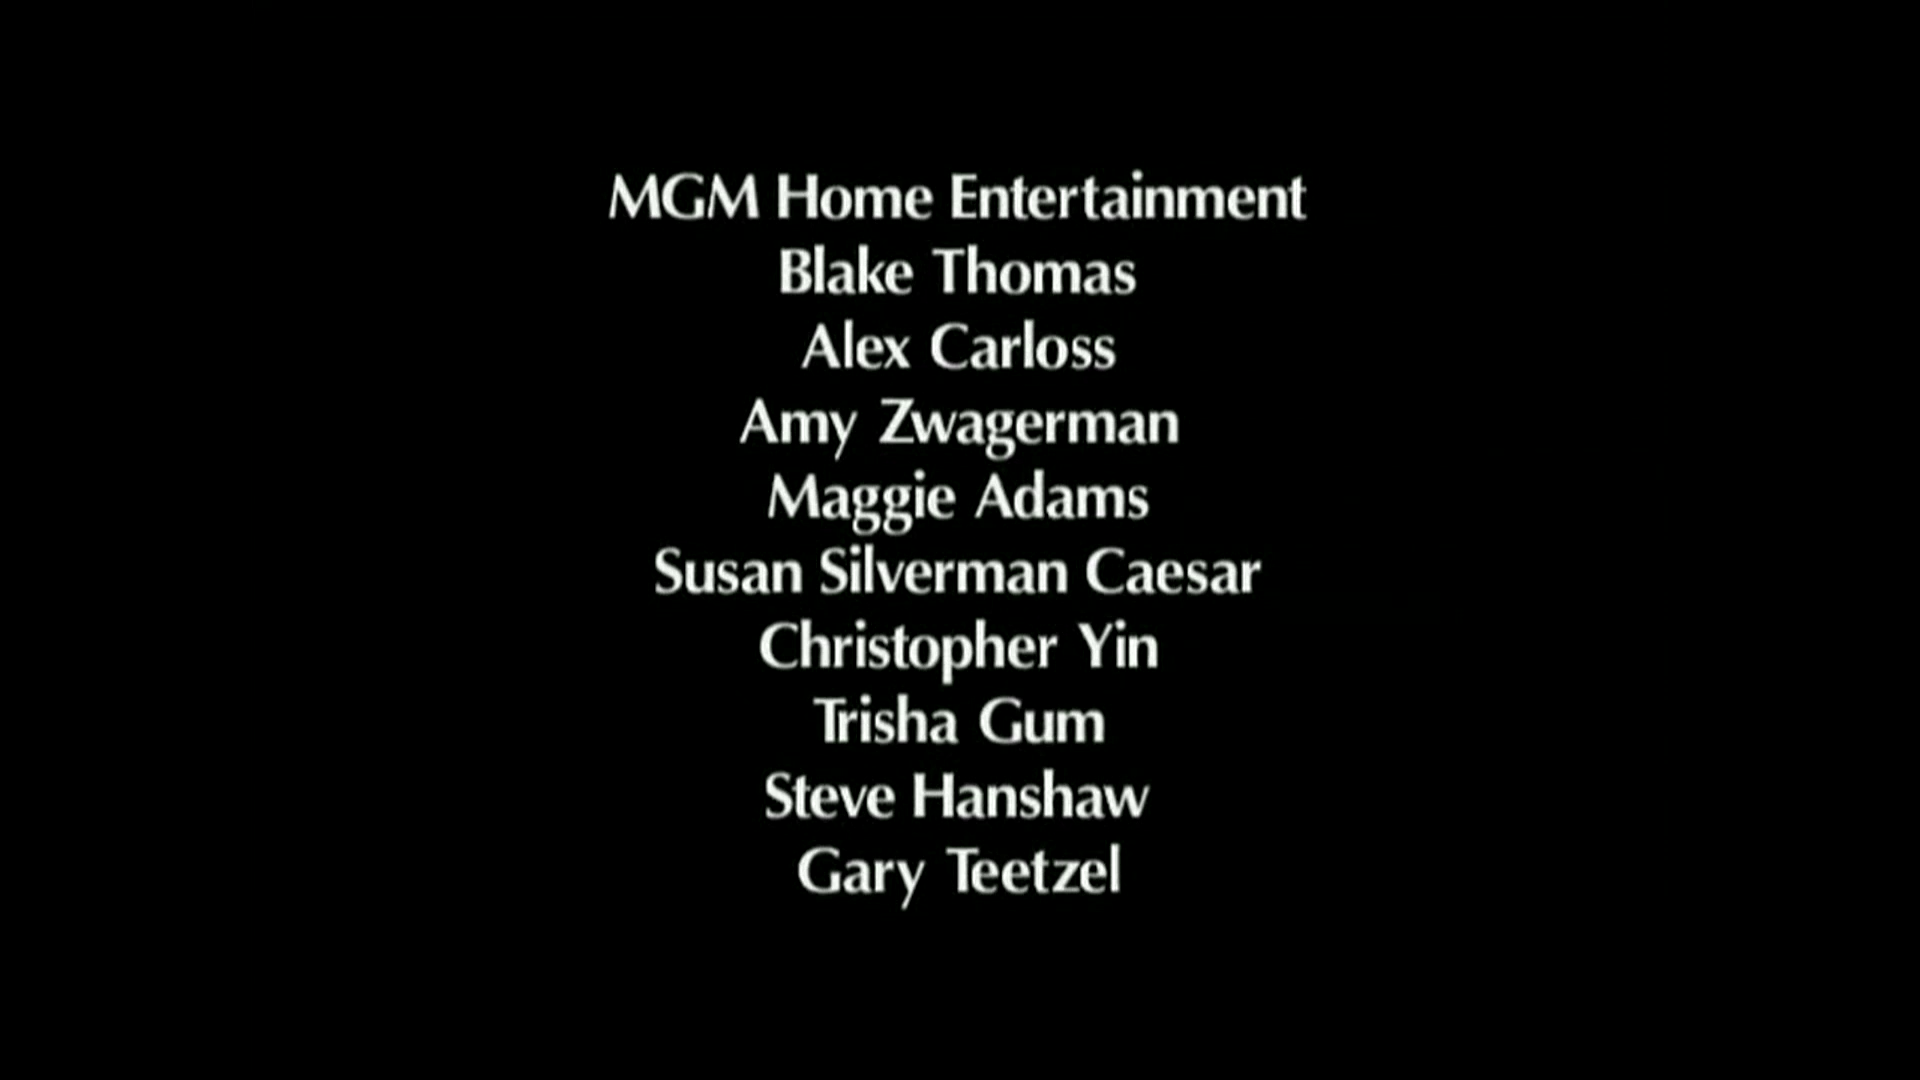 MGM Home Entertainment
Blake Thomas
Alex Carloss
Amy Zwagerman
Maggie Adams
Susan Silverman Caesar
Christopher Yin
Trisha Gum
Steve Hanshaw
Gary Teetzel